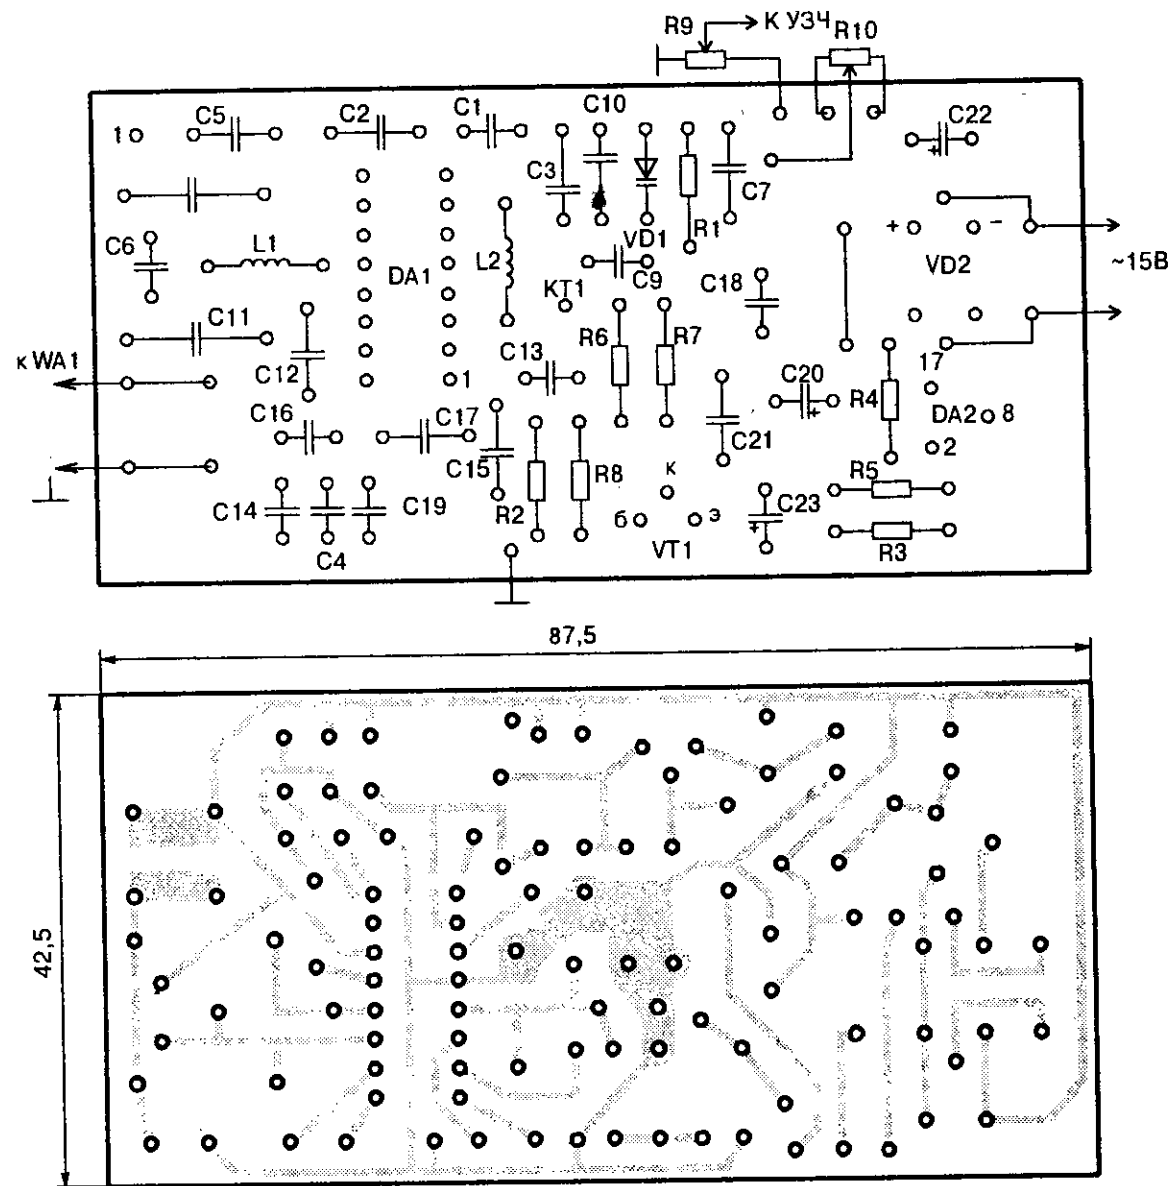 R9
К УЗЧ
R10
1
C5
C2
C1
C10
C22
C3
C7
R1
VD1
C6
L1
DA1
L2
C9
C18
+
−
VD2
~15В
КТ1
C11
R6
R7
к WA1
C12
C13
17
1
C20
R4
DA2
8
C16
C17
C21
2
C15
R8
к
R5
C14
C19
R2
C23
б
э
C4
VT1
R3
87,5
42,5